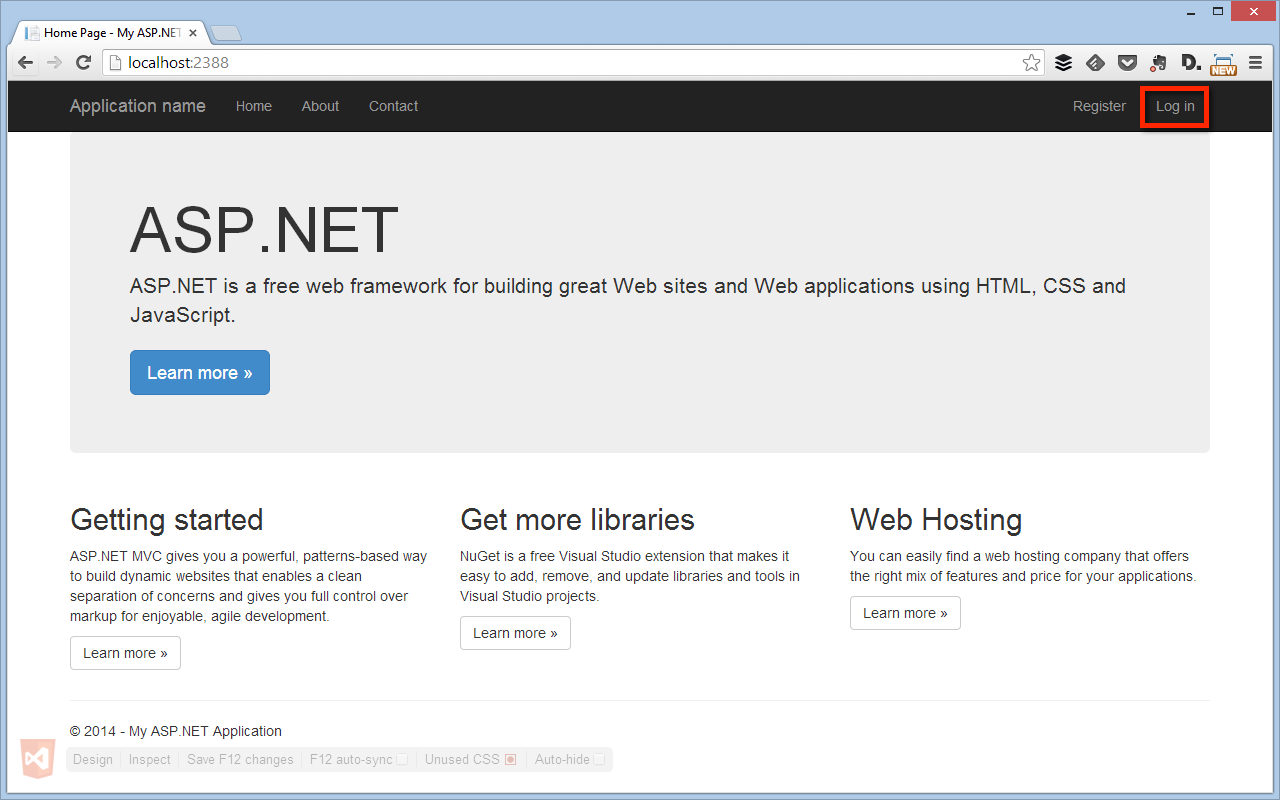 Home Page - My ASP.NET
localhost:2388
D.
NEW
Application name Home About Contact Register Log in
ASP.NET
ASP.NET is a free web framework for building great Web sites and Web applications using HTML, CSS and
JavaScript.
Learn more »
Getting started
ASP.NET MVC gives you a powerful, patterns-based way
to build dynamic websites that enables a clean
separation of concerns and gives you full control over
markup for enjoyable, agile development.
Learn more »
Get more libraries
NuGet is a free Visual Studio extension that makes it
easy to add, remove, and update libraries and tools in
Visual Studio projects.
Learn more »
Web Hosting
You can easily find a web hosting company that offers
the right mix of features and price for your applications.
Learn more »
© 2014 - My ASP.NET Application
Design Inspect Save F12 changes F12 auto-sync Unused CSS Auto-hide